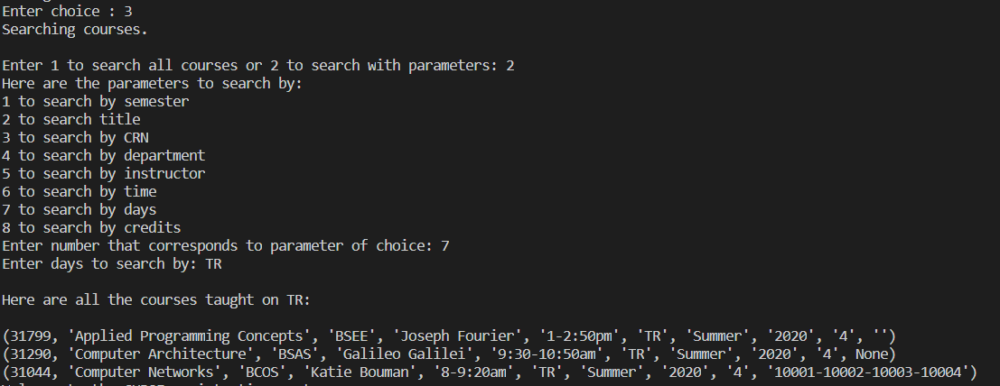 Enter choice : 3
Searching courses.
Enter 1 to search all courses or 2 to search with parameters: 2
Here are the parameters to search by:
1 to search by semester
2 to search title
3 to search by CRN
4 to search by department
5 to search by instructor
6 to search by time
7 to search by days
8 to search by credits
Enter number that corresponds to parameter of choice: 7
Enter days to search by: TR
Here are all the courses taught on TR:
(31799, 'Applied Programming Concepts', 'BSEE', 'Joseph Fourier', '1-2:50pm', 'TR', 'Summer', '2020', '4', '')
(31290, 'Computer Architecture', 'BSAS', 'Galileo Galilei', '9:30-10:50am', 'TR', 'Summer', '2020', '4', None)
(31044, 'Computer Networks', 'BCOS', 'Katie Bouman', '8-9:20am', 'TR', 'Summer', '2020', '4', '10001-10002-10003-10004')